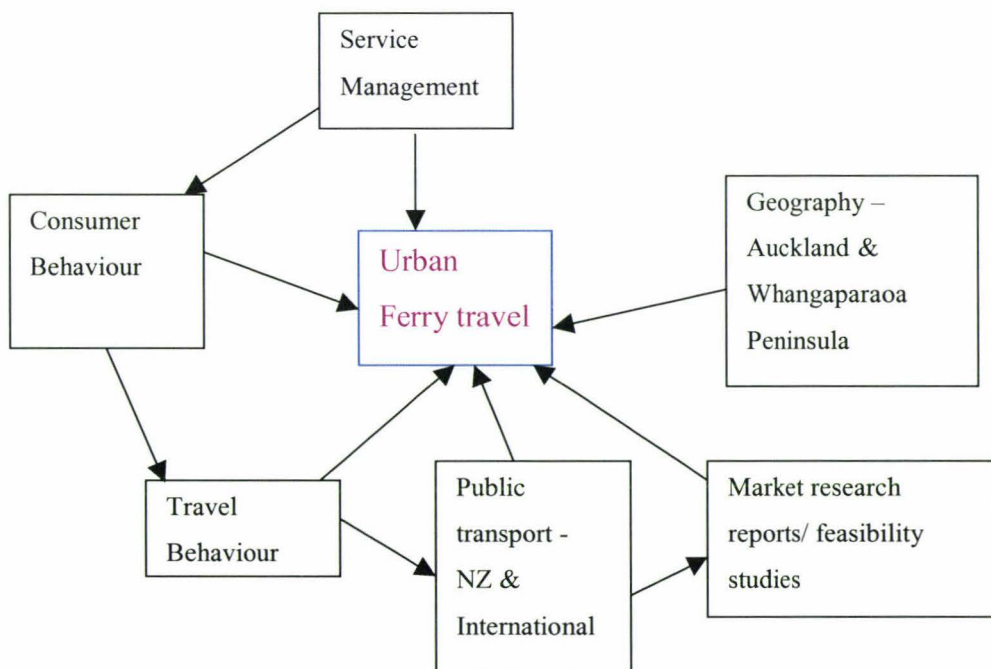 Service
Management
Consumer
Behaviour
Urban
Ferry travel
Geography –
Auckland &
Whangaparaoa
Peninsula
Travel
Behaviour
Public
transport -
NZ &
International
Market research
reports/ feasibility
studies